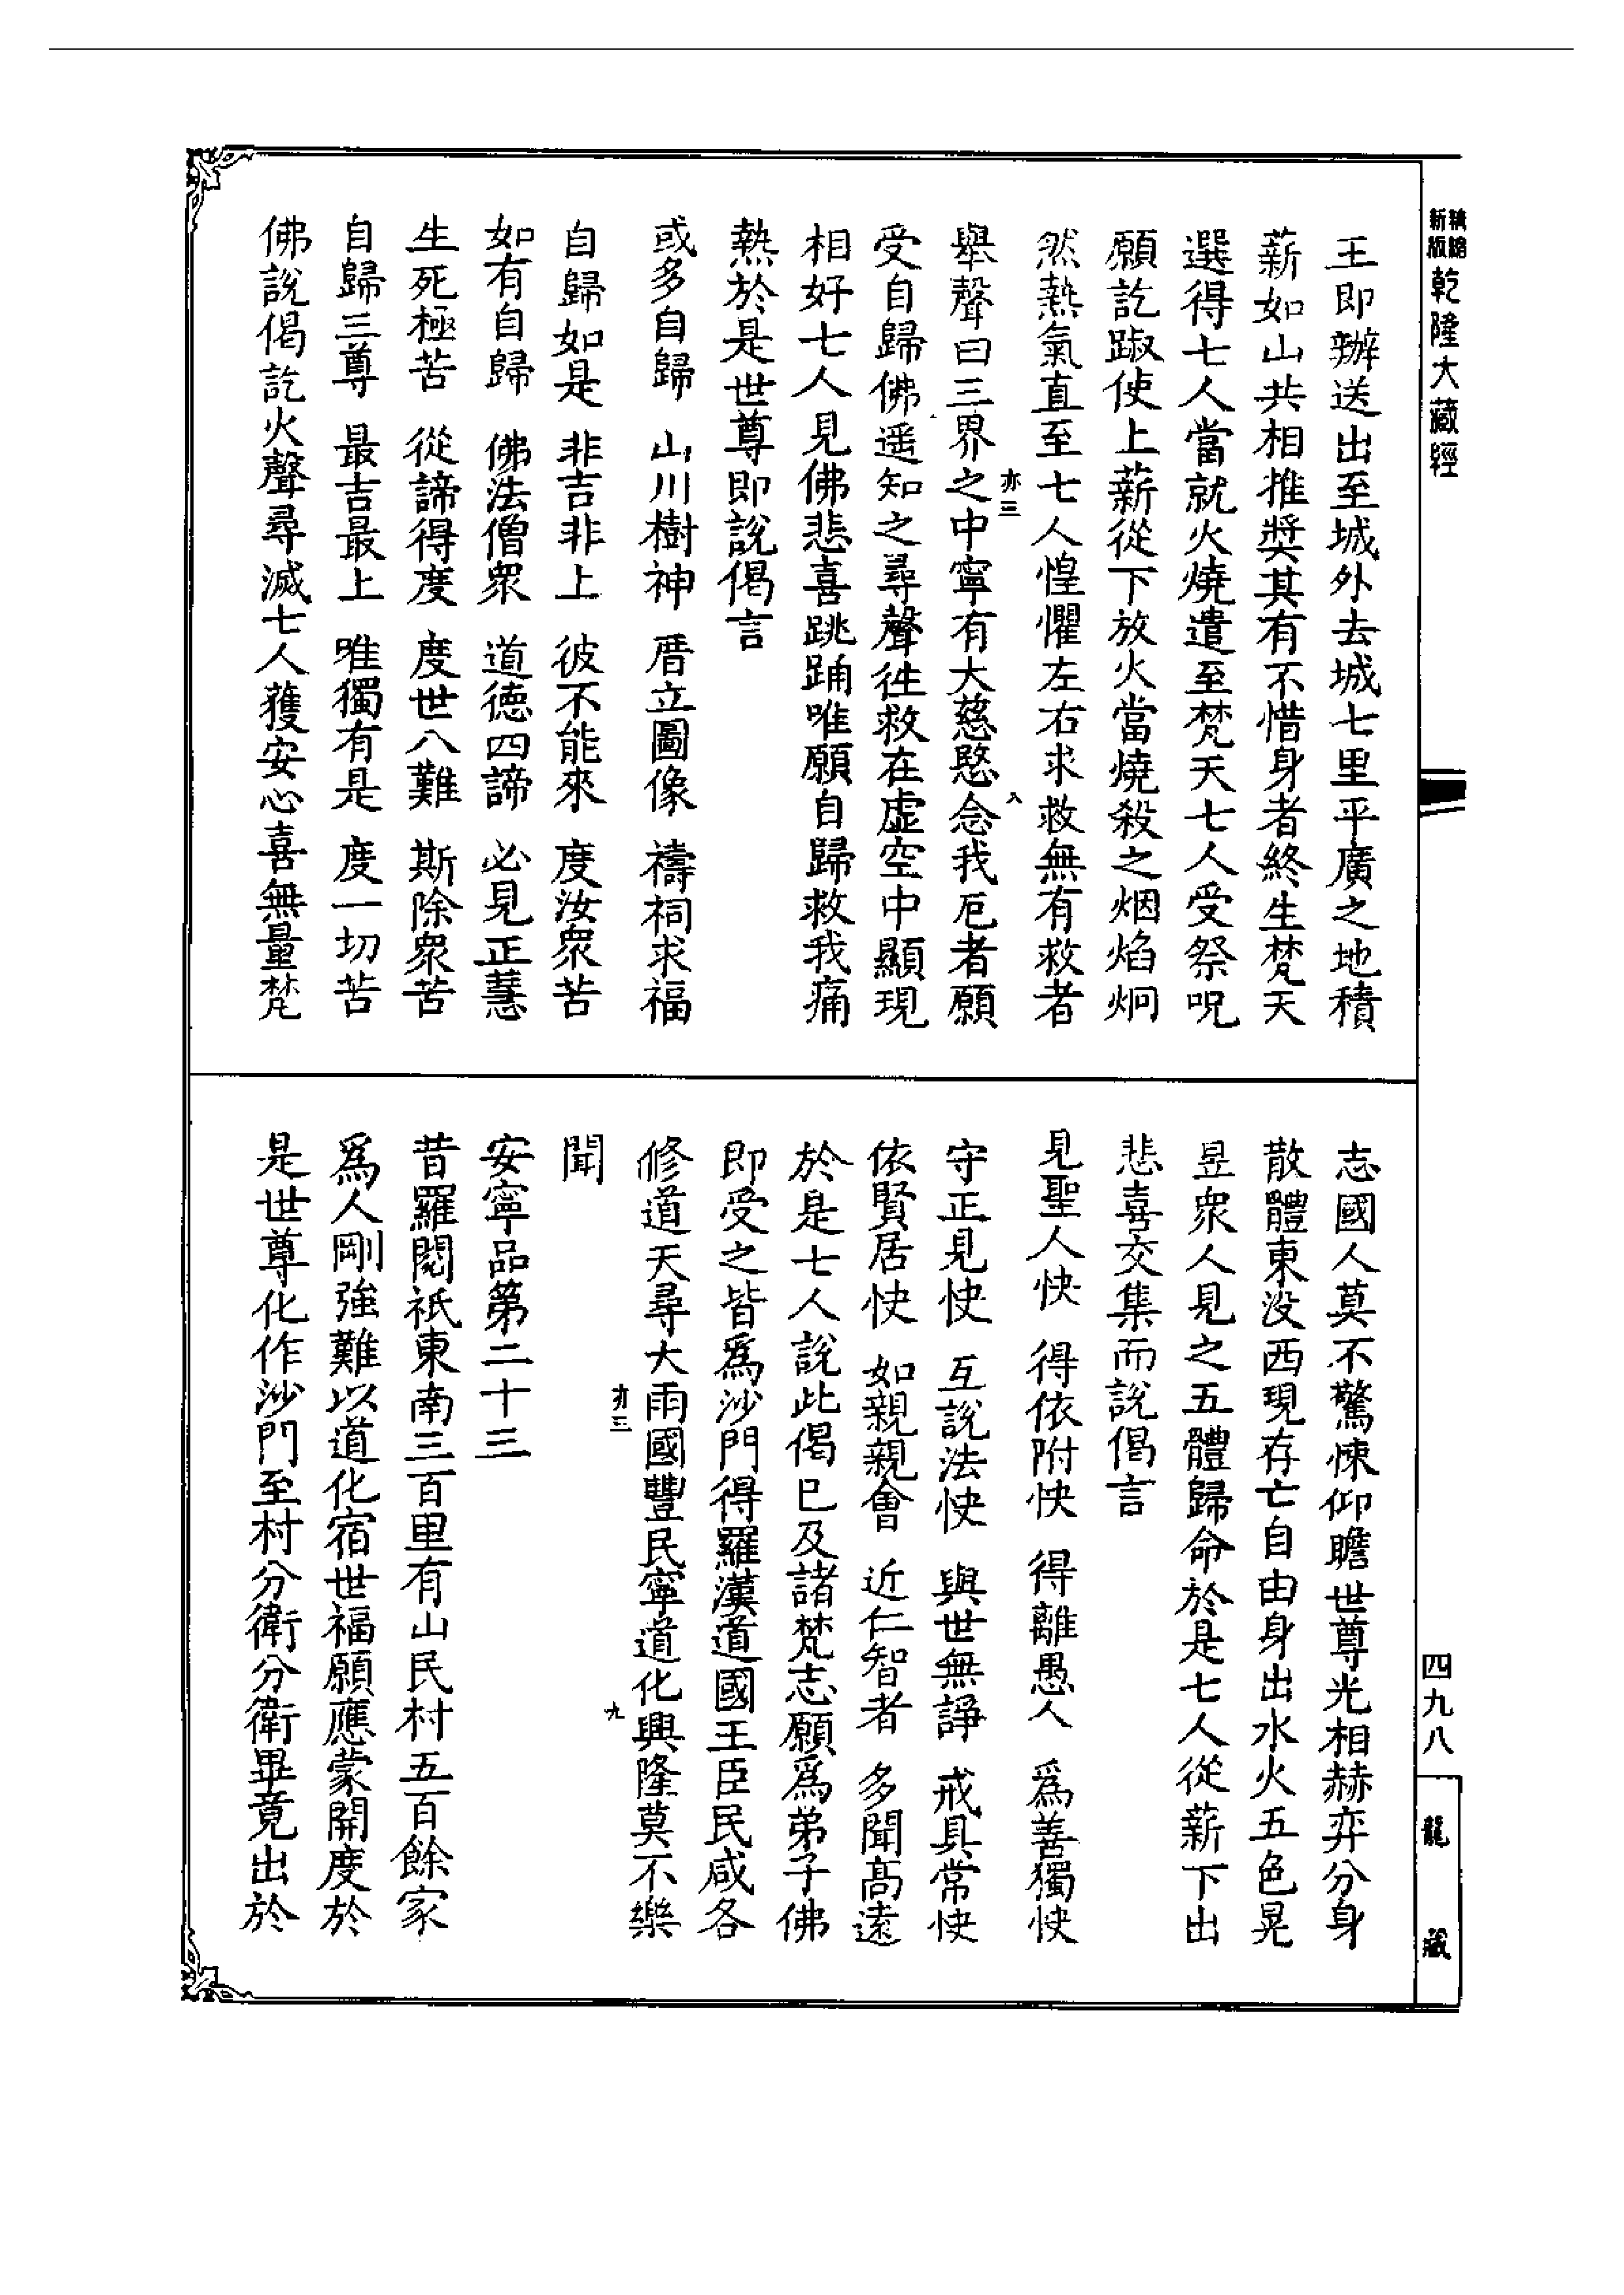 新版精縮乾隆大藏經
王即辦送出至城外去城七里平廣之地積
薪如山共相推獎其有不惜身者終生梵天
選得七人當就火燒遣至梵天七人受祭呪
願訖踧使上薪從下放火當燒殺之烟焰炯
然熱氣直至七人惶懼左右求救無有救者
亦三
八
舉聲曰三界之中寧有大慈愍念我厄者願
受自歸佛遥知之尋聲往救在虛空中顯現
相好七人見佛悲喜跳踊唯願自歸救我痛
熱於是世尊即說偈言
或多自歸 山川樹神 厝立圖像 禱祠求福
自歸如是 非吉非上 彼不能來 度汝衆苦
如有自歸 佛法僧衆 道德四諦 必見正慧
生死極苦 從諦得度 度世八難 斯除衆苦
自歸三尊 最吉最上 唯獨有是 度一切苦
佛說偈訖火聲尋滅七人獲安心喜無量梵
志國人莫不驚悚仰瞻世尊光相赫弈分身
散體東没西現存亡自由身出水火五色晃
昱衆人見之五體歸命於是七人從薪下出
悲喜交集而說偈言
見聖人快 得依附快 得離愚人 爲善獨快
守正見快 互說法快 與世無諍 戒具常快
依賢居快 如親親會 近仁智者 多聞高遠
於是七人說此偈已及諸梵志願爲弟子佛
即受之皆爲沙門得羅漢道國王臣民咸各
修道天尋大雨國豐民寧道化興隆莫不樂
亦三
九
聞
安寧品第二十三
昔羅閱祇東南三百里有山民村五百餘家
爲人剛強難以道化宿世福願應蒙開度於
是世尊化作沙門至村分衛分衛畢竟出於
四九八
龍藏